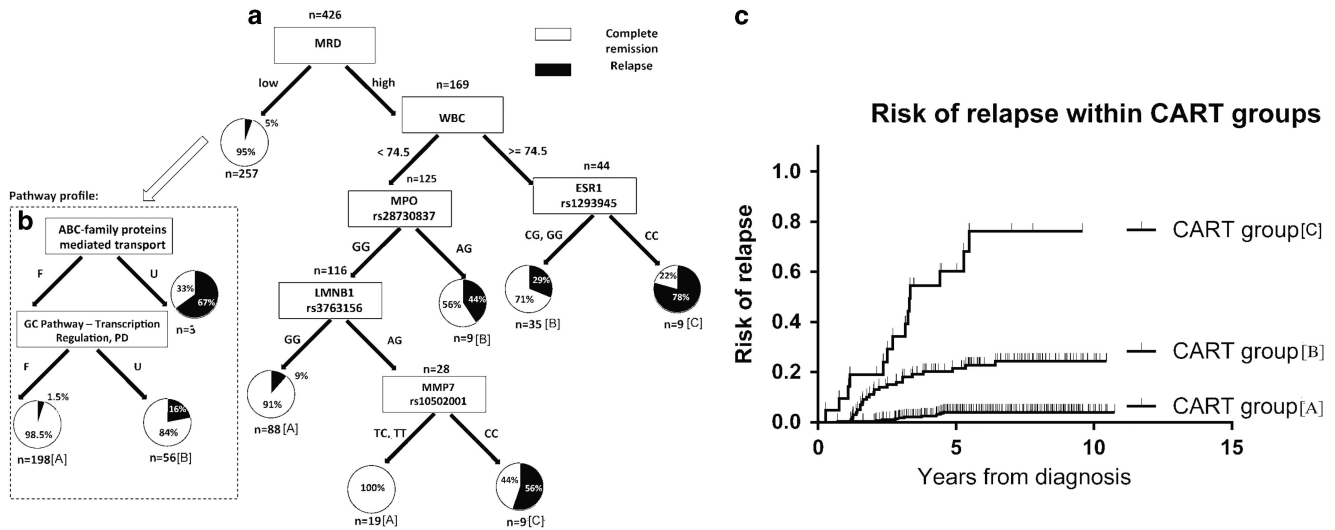 a
n=426
MRD
Complete
remission
Relapse
low
high
n=169
WBC
5%
95%
n=257
< 74.5
>= 74.5
n=125
n=44
MPO
rs28730837
ESR1
rs1293945
GG
AG
CG, GG
CC
n=116
LMNB1
rs3763156
56%
44%
n=9 [B]
29%
71%
n=35 [B]
22%
78%
n=9 [C]
GG
AG
9%
91%
n=88 [A]
n=28
MMP7
rs10502001
TC, TT
CC
100%
n=19 [A]
44%
56%
n=9 [C]
Pathway profile:
b
ABC-family proteins
mediated transport
F
U
33%
67%
n=3
GC Pathway – Transcription
Regulation, PD
F
U
1.5%
98.5%
n=198[A]
16%
84%
n=56[B]
c
Risk of relapse within CART groups
Risk of relapse
1.0
0.8
0.6
0.4
0.2
0.0
0
5
10
15
Years from diagnosis
CART group[C]
CART group[B]
CART group[A]